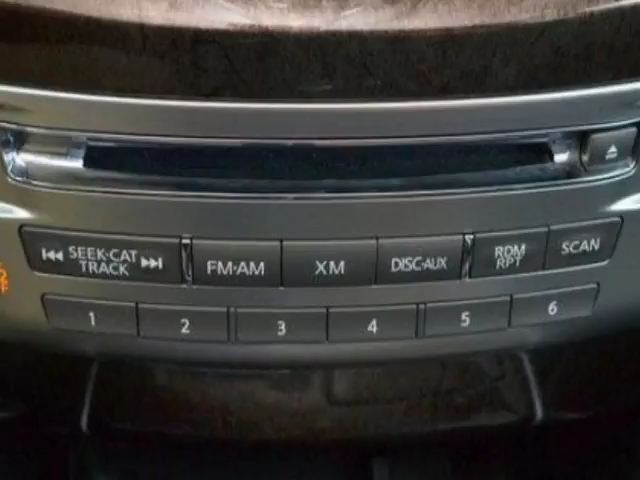 SEEK·CAT
TRACK
FM·AM
XM
DISC·AUX
RDM
RPT
SCAN
1
2
3
4
5
6